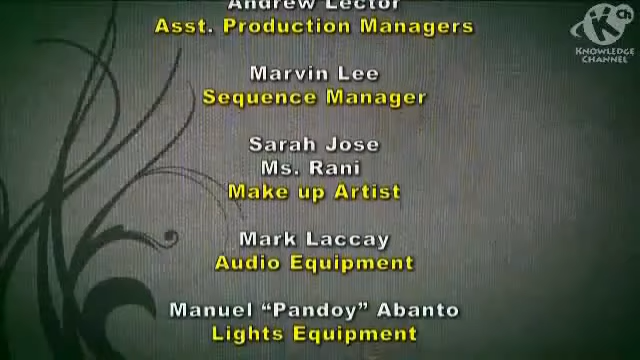 Andrew Lector
Asst. Production Managers
Marvin Lee
Sequence Manager
Sarah Jose
Ms. Rani
Make up Artist
Mark Laccay
Audio Equipment
Manuel “Pandoy” Abanto
Lights Equipment
K Ch
KNOWLEDGE
CHANNEL